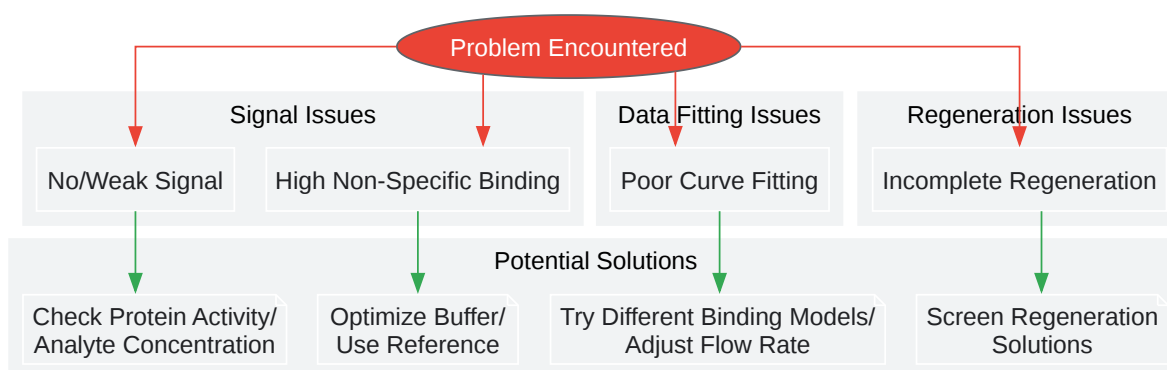 Problem Encountered
Signal Issues
Data Fitting Issues
Regeneration Issues
No/Weak Signal
High Non-Specific Binding
Poor Curve Fitting
Incomplete Regeneration
Potential Solutions
Check Protein Activity/
Analyte Concentration
Optimize Buffer/
Use Reference
Try Different Binding Models/
Adjust Flow Rate
Screen Regeneration
Solutions